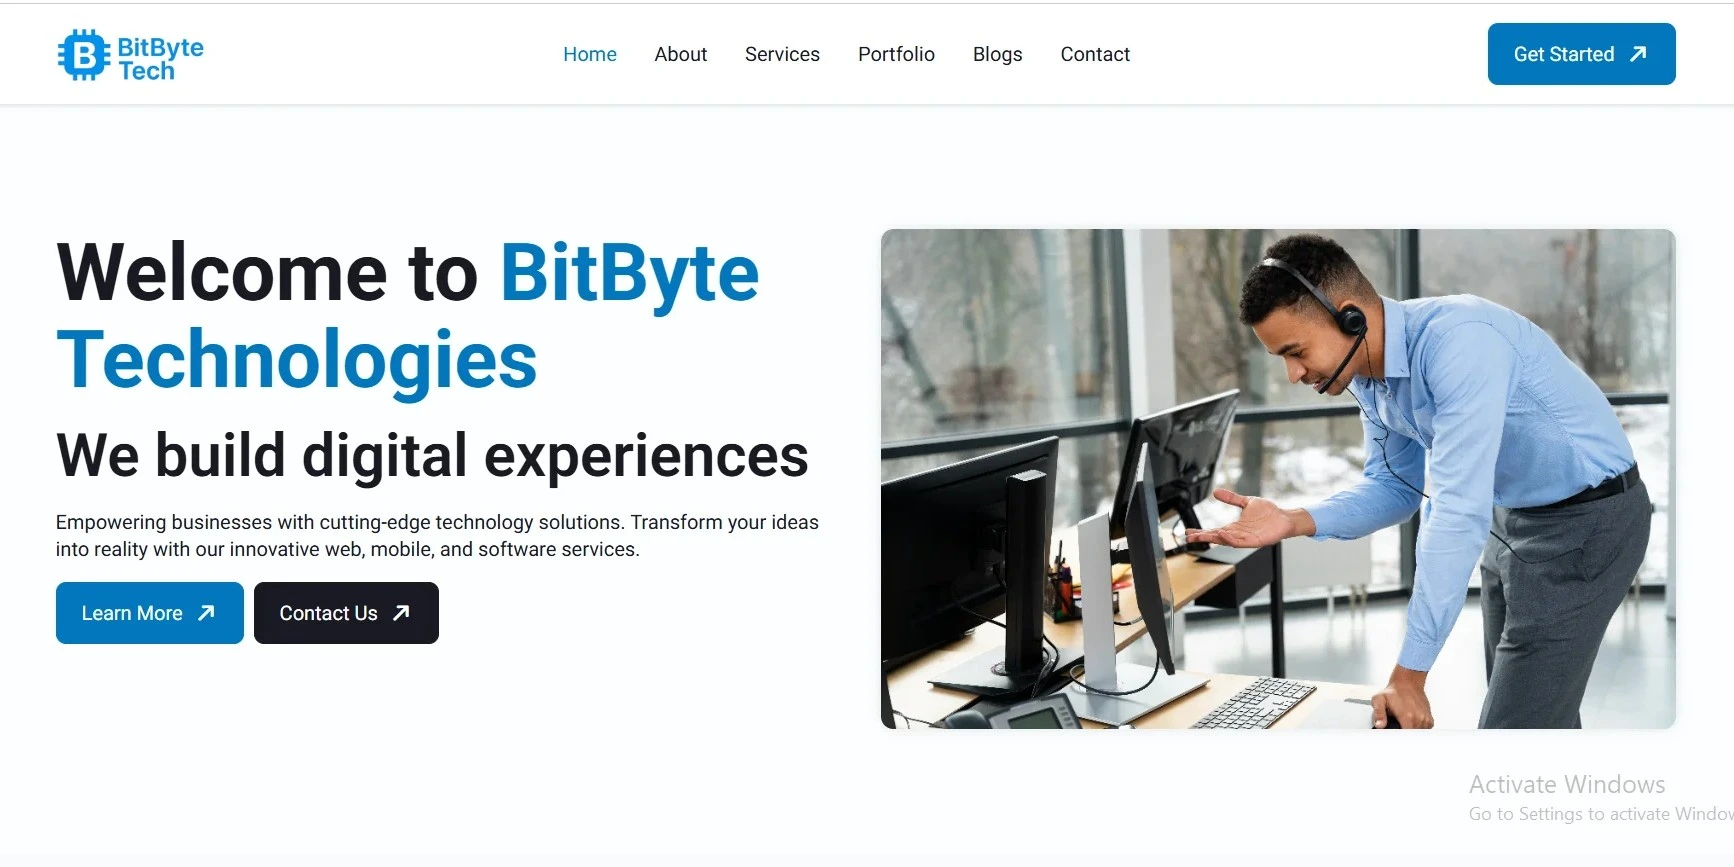 BitByte
Tech
Home About Services Portfolio Blogs Contact
Get Started
Welcome to BitByte
Technologies
We build digital experiences
Empowering businesses with cutting-edge technology solutions. Transform your ideas
into reality with our innovative web, mobile, and software services.
Learn More
Contact Us
Activate Windows
Go to Settings to activate